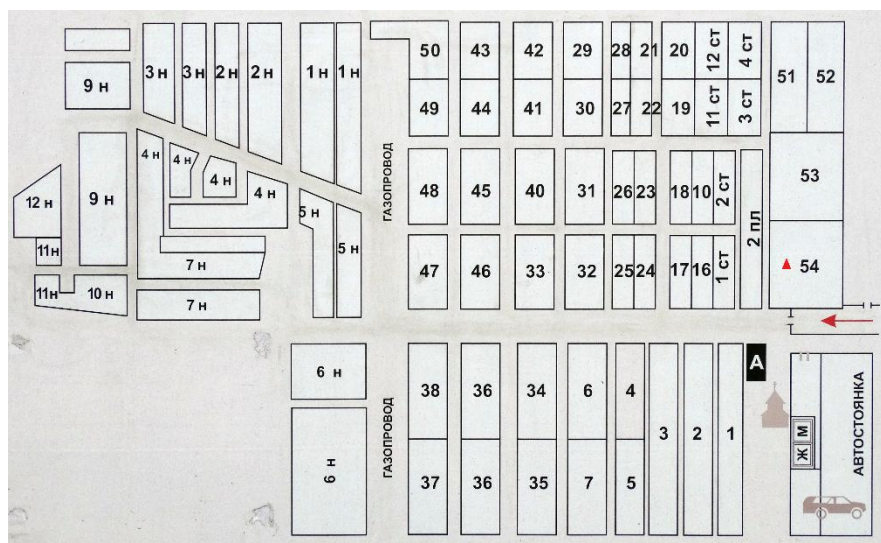 3 н
3 н
2 н
2 н
1 н
1 н
50
43
42
29
28
21
20
12 ст
4 ст
51
52
9 н
49
44
41
30
27
22
19
11 ст
3 ст
4 н
4 н
4 н
4 н
ГАЗОПРОВОД
12 н
9 н
48
45
40
31
26
23
18
10
2 ст
2 пл
53
5 н
5 н
11н
7 н
47
46
33
32
25
24
17
16
1 ст
54
11н
10 н
7 н
6 н
38
36
34
6
4
А
3
2
1
6 н
ГАЗОПРОВОД
37
36
35
7
5
М
Ж
АВТОСТОЯНКА